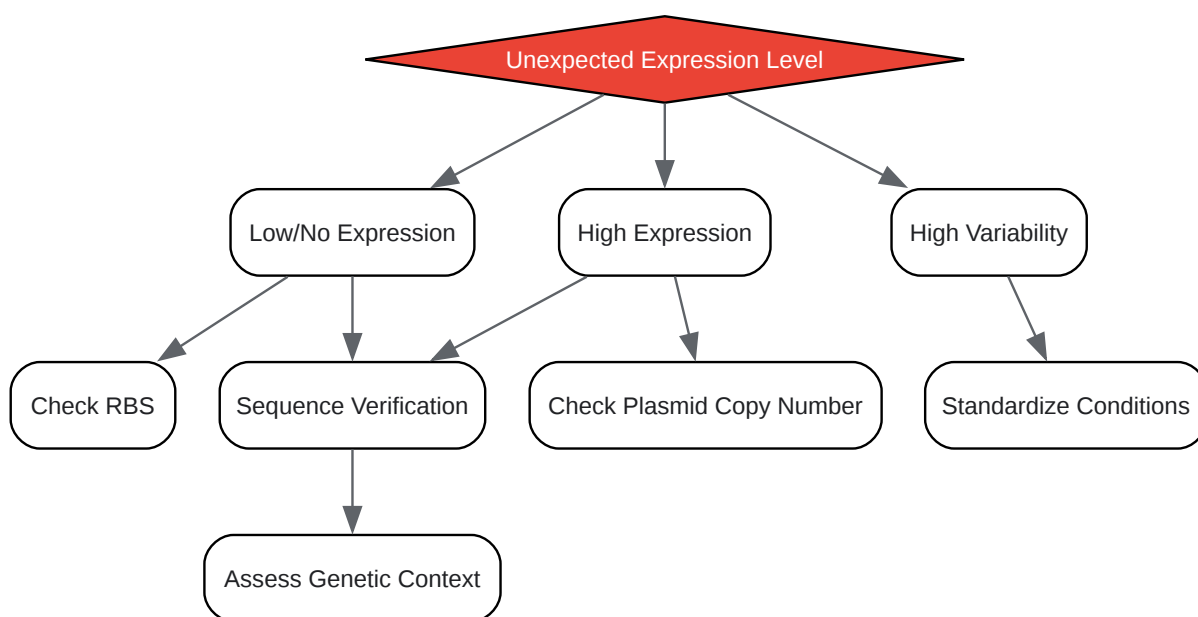 Unexpected Expression Level
Low/No Expression
High Expression
High Variability
Check RBS
Sequence Verification
Check Plasmid Copy Number
Standardize Conditions
Assess Genetic Context